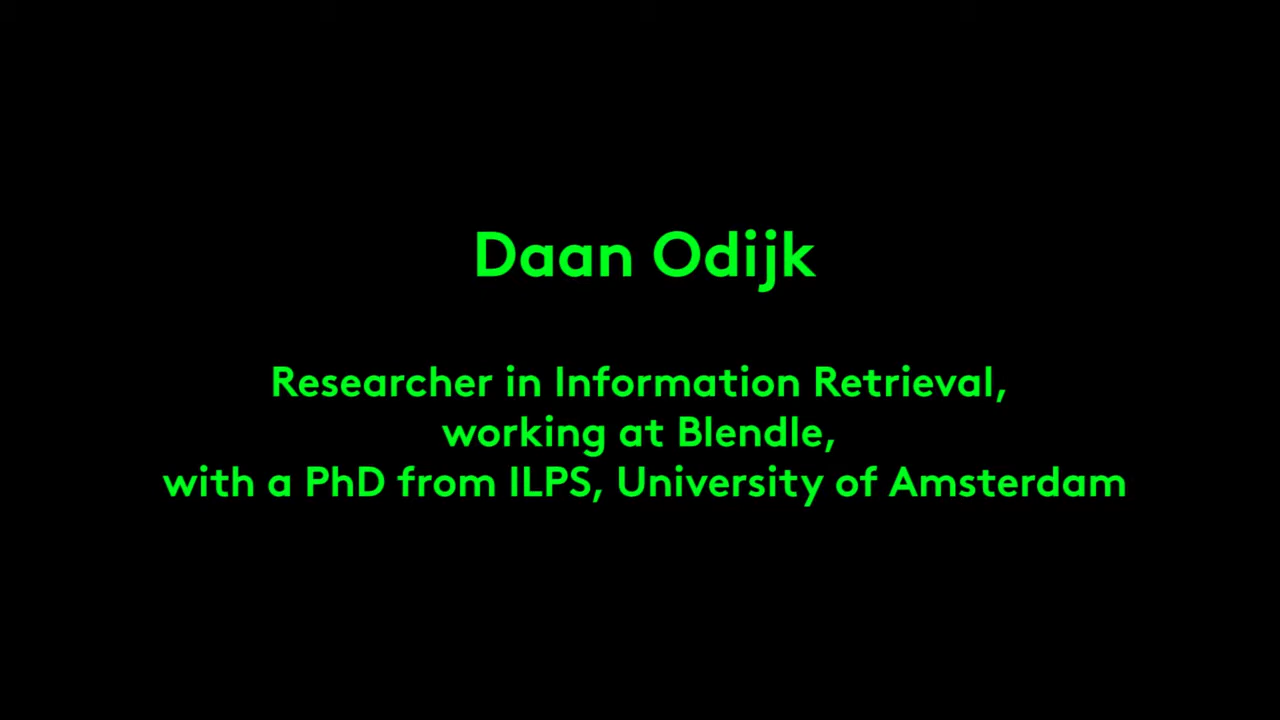 Daan Odijk
Researcher in Information Retrieval,
working at Blendle,
with a PhD from ILPS, University of Amsterdam